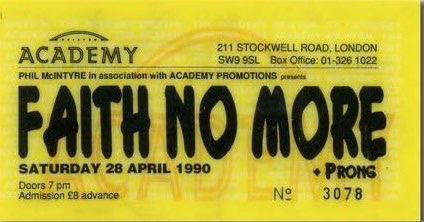 BRIXTON
ACADEMY
211 STOCKWELL ROAD, LONDON
SW9 9SL Box Office: 01-326 1022
PHIL McINTYRE in association with ACADEMY PROMOTIONS presents
FAITH NO MORE
+ PRONG
SATURDAY 28 APRIL 1990
Doors 7 pm
Admission £8 advance
Nº 3078